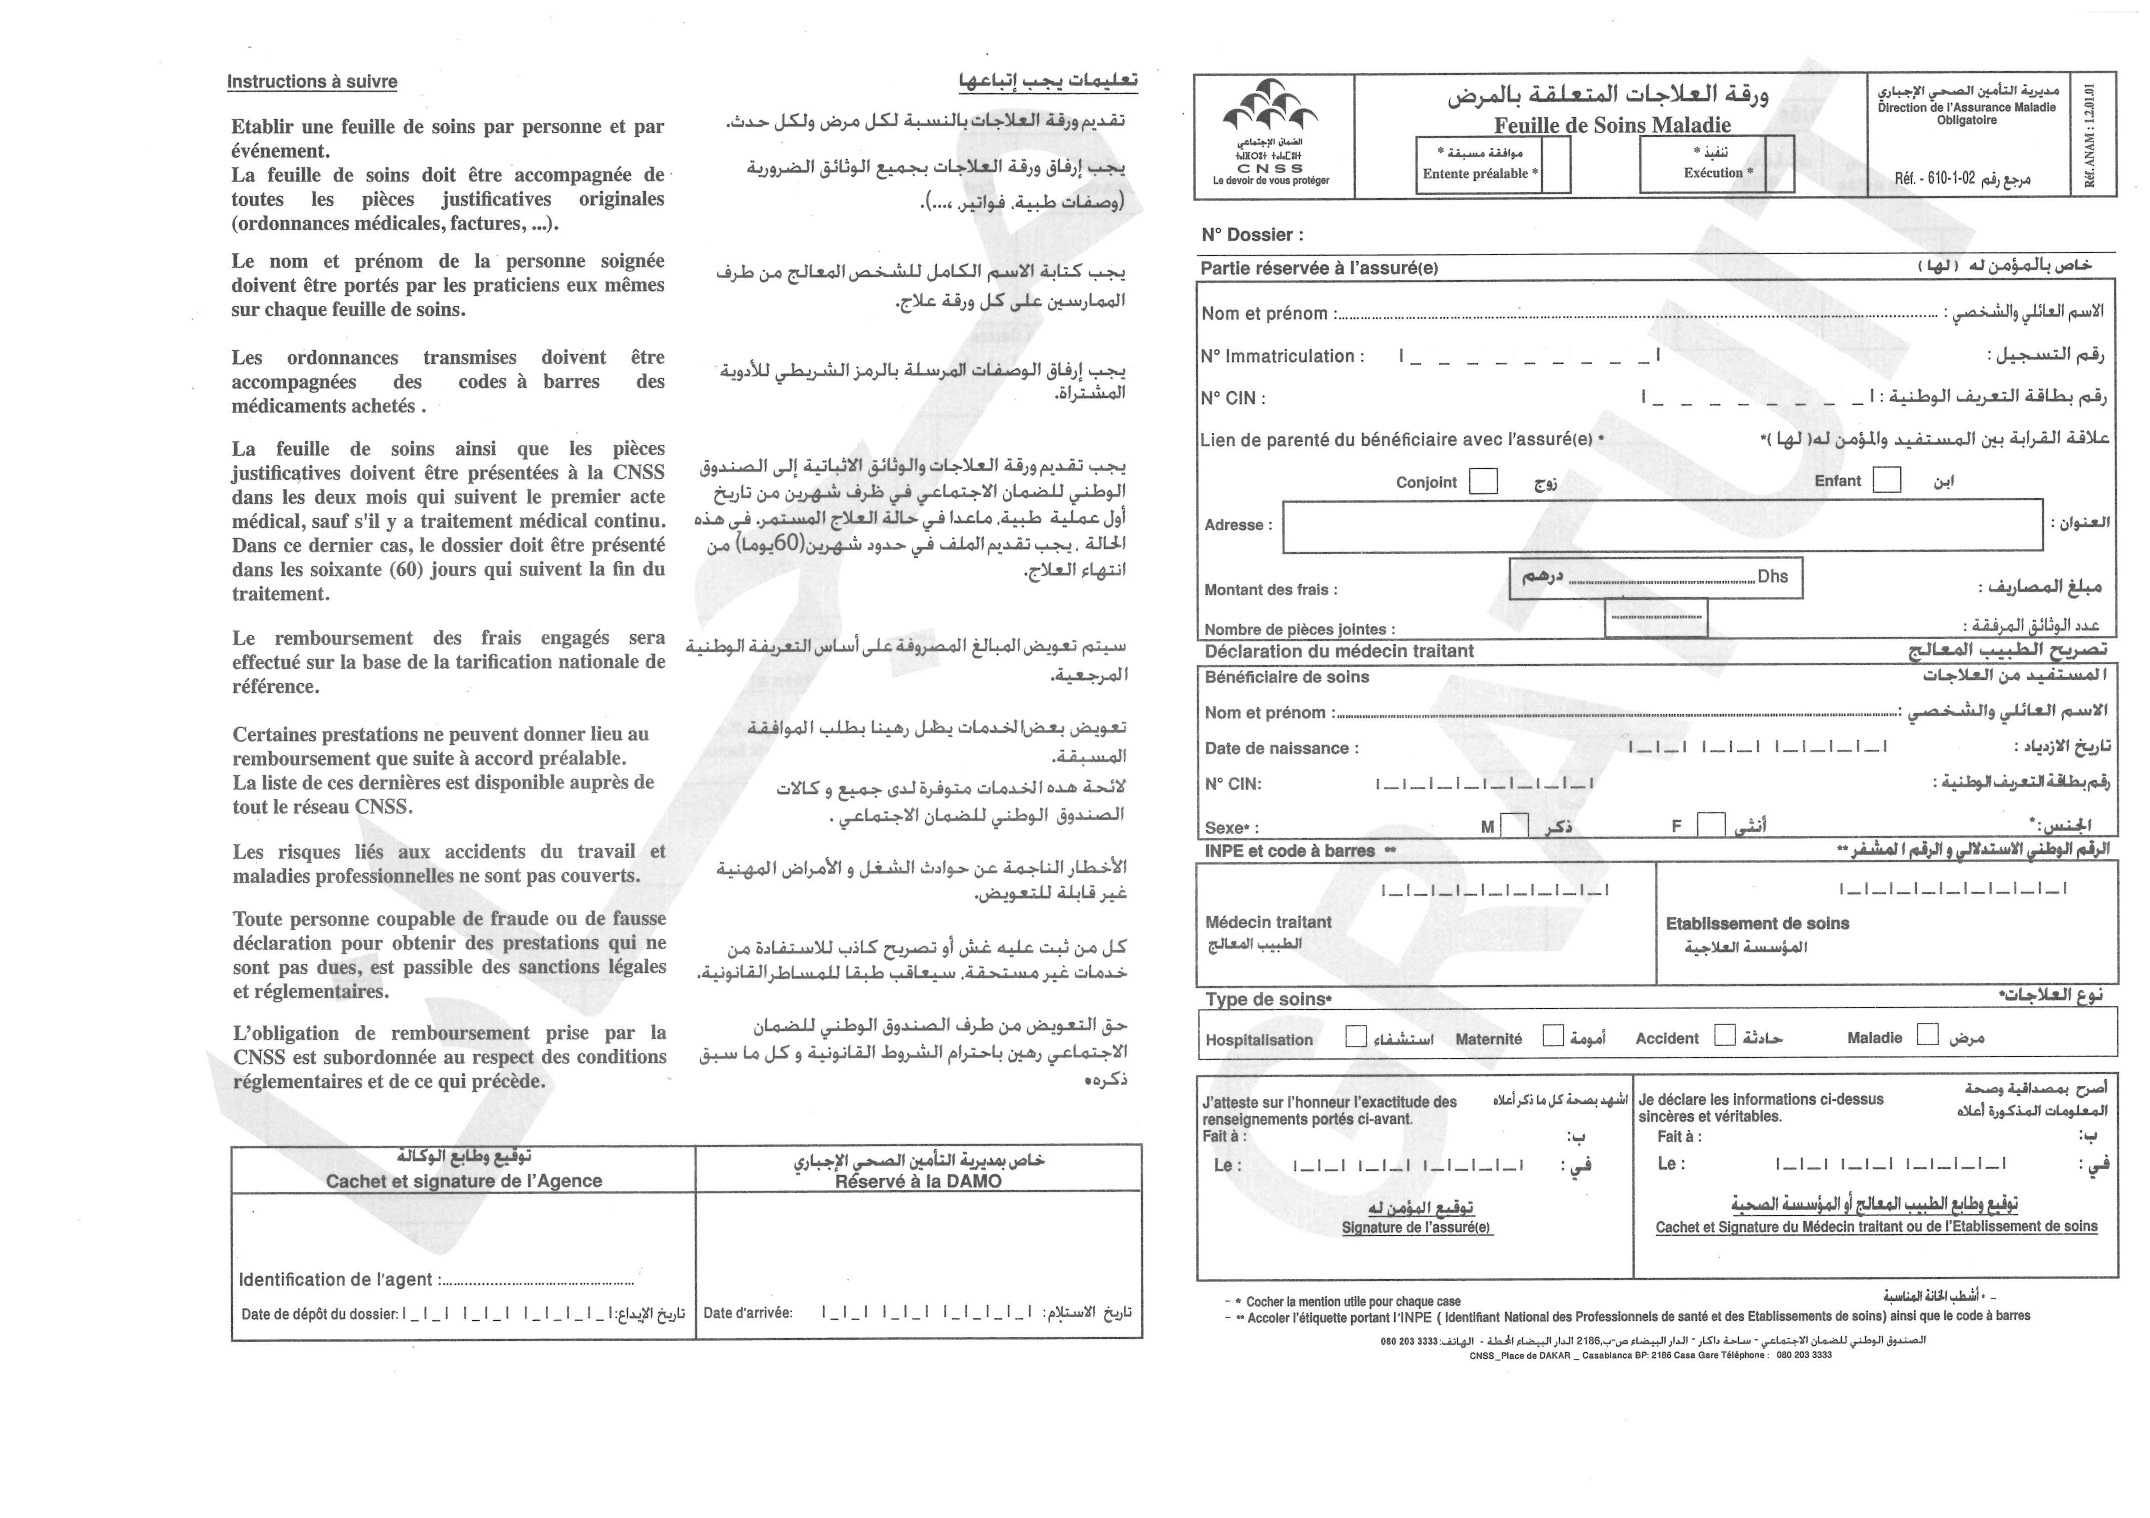 Instructions à suivre
تعليمات يجب إتباعها
Etablir une feuille de soins par personne et par
événement.
La feuille de soins doit être accompagnée de
toutes les pièces justificatives originales
(ordonnances médicales, factures, ...).
Le nom et prénom de la personne soignée
doivent être portés par les praticiens eux mêmes
sur chaque feuille de soins.
Les ordonnances transmises doivent être
accompagnées des codes à barres des
médicaments achetés .
La feuille de soins ainsi que les pièces
justificatives doivent être présentées à la CNSS
dans les deux mois qui suivent le premier acte
médical, sauf s'il y a traitement médical continu.
Dans ce dernier cas, le dossier doit être présenté
dans les soixante (60) jours qui suivent la fin du
traitement.
Le remboursement des frais engagés sera
effectué sur la base de la tarification nationale de
référence.
Certaines prestations ne peuvent donner lieu au
remboursement que suite à accord préalable.
La liste de ces dernières est disponible auprès de
tout le réseau CNSS.
Les risques liés aux accidents du travail et
maladies professionnelles ne sont pas couverts.
Toute personne coupable de fraude ou de fausse
déclaration pour obtenir des prestations qui ne
sont pas dues, est passible des sanctions légales
et réglementaires.
L'obligation de remboursement prise par la
CNSS est subordonnée au respect des conditions
réglementaires et de ce qui précède.
تقديم ورقة العلاجات بالنسبة لكل مرض ولكل حدث.
يجب إرفاق ورقة العلاجات بجميع الوثائق الضرورية
(وصفات طبية، فواتير، ،...).
يجب كتابة الاسم الكامل للشخص المعالج من طرف
الممارسين على كل ورقة علاج.
يجب إرفاق الوصفات المرسلة بالرمز الشريطي للأدوية
المشتراة.
يجب تقديم ورقة العلاجات والوثائق الاثباتية إلى الصندوق
الوطني للضمان الاجتماعي في ظرف شهرين من تاريخ
أول عملية طبية، ماعدا في حالة العلاج المستمر، في هذه
الحالة ، يجب تقديم الملف في حدود شهرين(60يوما) من
انتهاء العلاج.
سيتم تعويض المبالغ المصروفة على أساس التعريفة الوطنية
المرجعية.
تعويض بعض الخدمات يظل رهينا بطلب الموافقة
المسبقة.
لائحة هده الخدمات متوفرة لدى جميع و كالات
الصندوق الوطني للضمان الاجتماعي .
الأخطار الناجمة عن حوادث الشغل و الأمراض المهنية
غير قابلة للتعويض.
كل من ثبت عليه غش أو تصريح كاذب للاستفادة من
خدمات غير مستحقة، سيعاقب طبقا للمساطر القانونية.
حق التعويض من طرف الصندوق الوطني للضمان
الاجتماعي رهين باحترام الشروط القانونية و كل ما سبق
ذكره.
توقيع وطابع الوكالة
Cachet et signature de l'Agence
خاص بمديرية التأمين الصحي الإجباري
Réservé à la DAMO
Identification de l'agent :
Date de dépôt du dossier: تاريخ الإيداع:
Date d'arrivée: تاريخ الاستلام:
مجانا
الضمان الإجتماعي
CNSS
Le devoir de vous protéger
ورقة العلاجات المتعلقة بالمرض
Feuille de Soins Maladie
موافقة مسبقة *
Entente préalable *
تنفيذ *
Exécution *
مديرية التأمين الصحي الإجباري
Direction de l'Assurance Maladie
Obligatoire
Réf. - 610-1-02 مرجع رقم
Réf. ANAM : 1.2.01.01
N° Dossier :
Partie réservée à l'assuré(e) خاص بالمؤمن له ( لها )
Nom et prénom : الاسم العائلي والشخصي :
N° Immatriculation : رقم التسجيل :
N° CIN : رقم بطاقة التعريف الوطنية :
Lien de parenté du bénéficiaire avec l'assuré(e) * علاقة القرابة بين المستفيد والمؤمن له( لها )*
Conjoint زوج Enfant ابن
Adresse : العنوان :
Montant des frais : درهم Dhs مبلغ المصاريف :
Nombre de pièces jointes : عدد الوثائق المرفقة :
Déclaration du médecin traitant تصريح الطبيب المعالج
Bénéficiaire de soins المستفيد من العلاجات
Nom et prénom : الاسم العائلي والشخصي :
Date de naissance : تاريخ الازدياد :
N° CIN: رقم بطاقة التعريف الوطنية :
Sexe* : M ذكر F أنثى الجنس:*
INPE et code à barres ** الرقم الوطني الاستدلالي و الرقم المشفر**
Médecin traitant
الطبيب المعالج
Etablissement de soins
المؤسسة العلاجية
Type de soins* نوع العلاجات*
Hospitalisation استشفاء Maternité أمومة Accident حادثة Maladie مرض
J'atteste sur l'honneur l'exactitude des
renseignements portés ci-avant.
اشهد بصحة كل ما ذكر أعلاه
Fait à : ب:
Le : في :
توقيع المؤمن له
Signature de l'assuré(e)
Je déclare les informations ci-dessus
sincères et véritables.
أصرح بمصداقية وصحة
المعلومات المذكورة أعلاه
Fait à : ب:
Le : في :
توقيع وطابع الطبيب المعالج أو المؤسسة الصحية
Cachet et Signature du Médecin traitant ou de l'Etablissement de soins
- * Cocher la mention utile pour chaque case
- * أشطب الخانة المناسبة
- ** Accoler l'étiquette portant l'INPE ( Identifiant National des Professionnels de santé et des Etablissements de soins) ainsi que le code à barres
الصندوق الوطني للضمان الاجتماعي - ساحة داكار - الدار البيضاء ص-ب,2186 الدار البيضاء المحطة - الهاتف: 080 203 3333
CNSS_Place de DAKAR _ Casablanca BP: 2186 Casa Gare Téléphone : 080 203 3333
GRATUIT